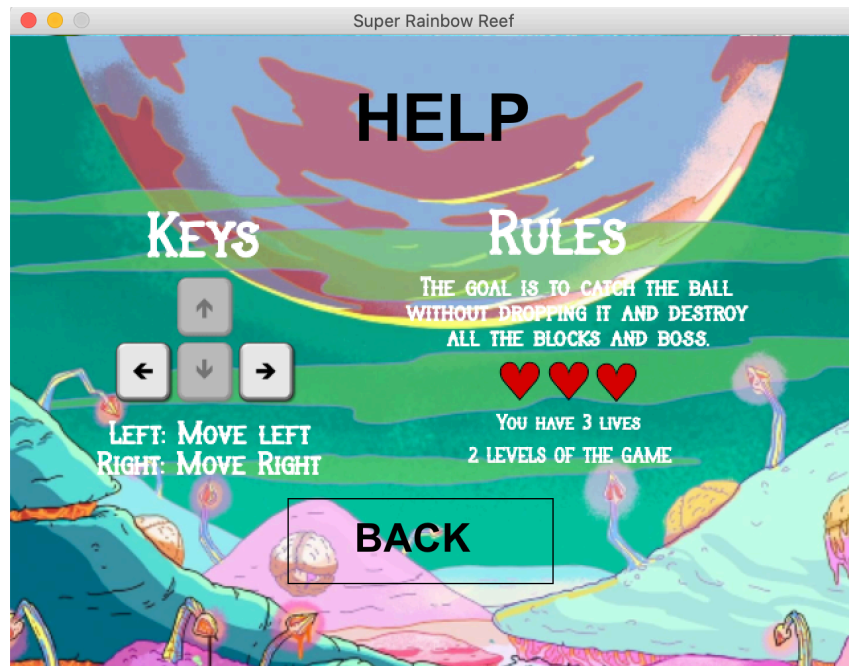 Super Rainbow Reef
HELP
KEYS
LEFT: MOVE LEFT
RIGHT: MOVE RIGHT
RULES
THE GOAL IS TO CATCH THE BALL
WITHOUT DROPPING IT AND DESTROY
ALL THE BLOCKS AND BOSS.
YOU HAVE 3 LIVES
2 LEVELS OF THE GAME
BACK